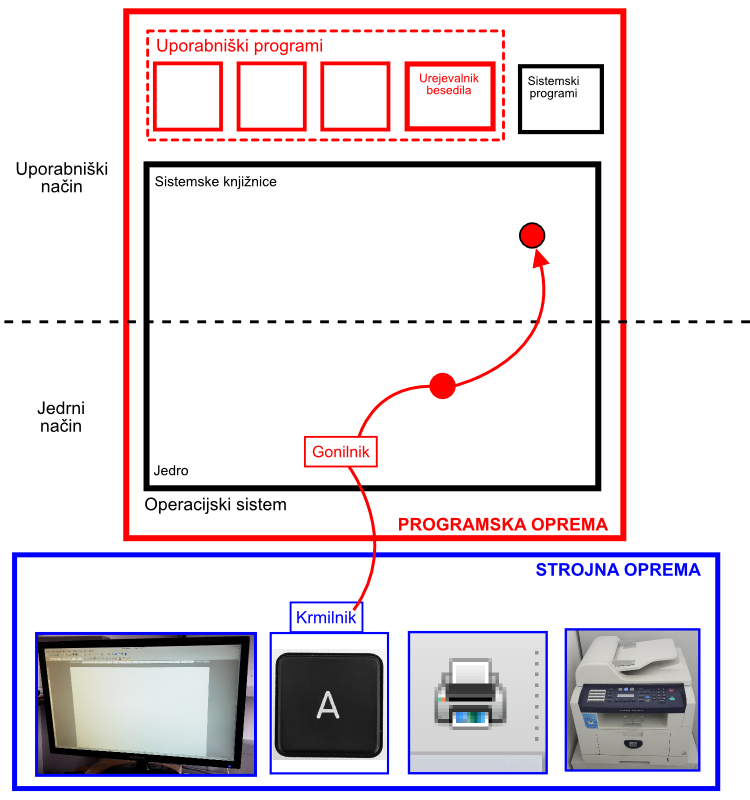 Uporabniški programi
Urejevalnik
besedila
Sistemski
programi
Uporabniški
način
Sistemske knjižnice
Jedrni
način
Gonilnik
Jedro
Operacijski sistem
PROGRAMSKA OPREMA
STROJNA OPREMA
Krmilnik
A